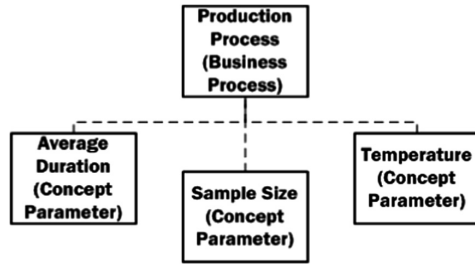 Production
Process
(Business
Process)
Average
Duration
(Concept
Parameter)
Sample Size
(Concept
Parameter)
Temperature
(Concept
Parameter)